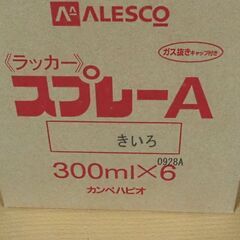 ALESCO
ガス抜きキャップ付き
《ラッカー》
スプレーA
きいろ
0928A
300ml×6
カンペハピオ